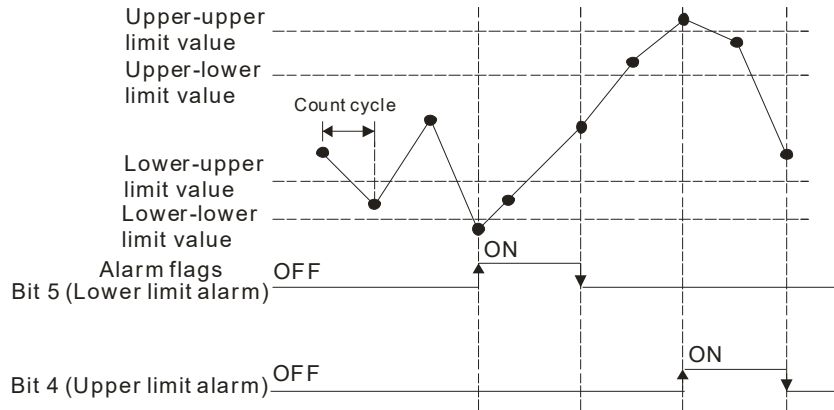 Upper-upper
limit value
Upper-lower
limit value
Count cycle
Lower-upper
limit value
Lower-lower
limit value
ON
Alarm flags
OFF
Bit 5 (Lower limit alarm)
ON
OFF
Bit 4 (Upper limit alarm)